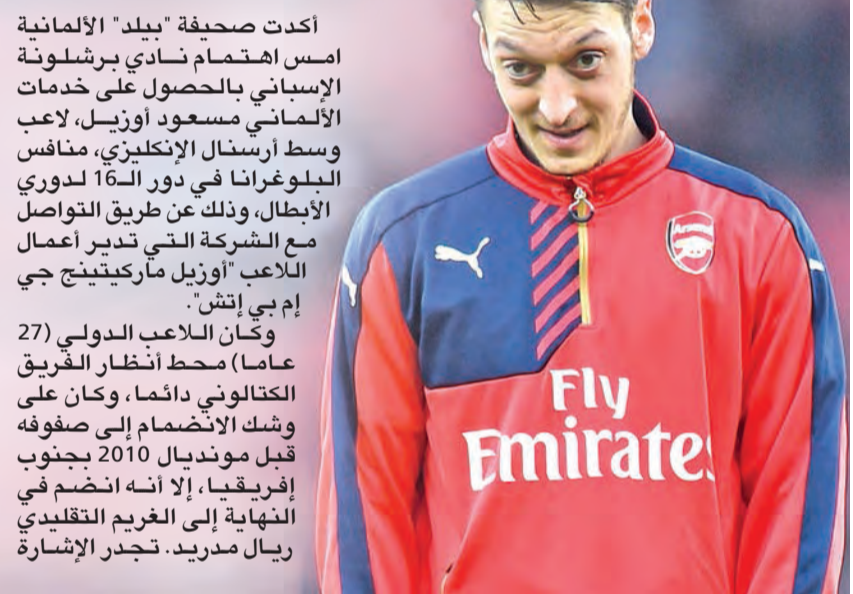 أكدت صحيفة "بيلد" الألمانية
امس اهتمام نادي برشلونة
الإسباني بالحصول على خدمات
الألماني مسعود أوزيل، لاعب
وسط أرسنال الإنكليزي، منافس
البلوغرانا في دور الـ16 لدوري
الأبطال، وذلك عن طريق التواصل
مع الشركة التي تدير أعمال
اللاعب "أوزيل ماركيتينج جي
إم بي إتش".
وكان اللاعب الدولي (27
عاما) محط أنظار الفريق
الكتالوني دائما، وكان على
وشك الانضمام إلى صفوفه
قبل مونديال 2010 بجنوب
إفريقيا، إلا أنه انضم في
النهاية إلى الغريم التقليدي
ريال مدريد. تجدر الإشارة
Arsenal
Fly
Emirates